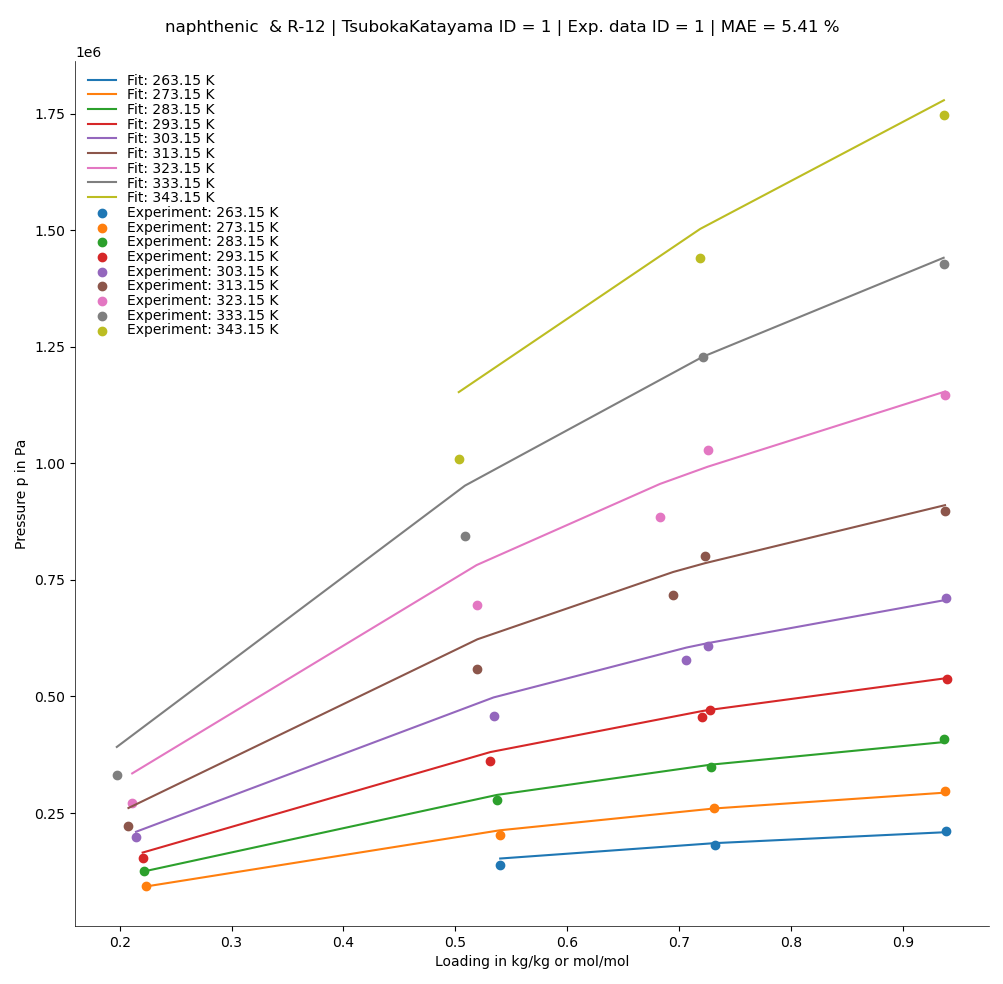 naphthenic  & R-12 | TsubokaKatayama ID = 1 | Exp. data ID = 1 | MAE = 5.41 %
1e6
Fit: 263.15 K
Fit: 273.15 K
Fit: 283.15 K
Fit: 293.15 K
Fit: 303.15 K
Fit: 313.15 K
Fit: 323.15 K
Fit: 333.15 K
Fit: 343.15 K
Experiment: 263.15 K
Experiment: 273.15 K
Experiment: 283.15 K
Experiment: 293.15 K
Experiment: 303.15 K
Experiment: 313.15 K
Experiment: 323.15 K
Experiment: 333.15 K
Experiment: 343.15 K
1.75
1.50
1.25
1.00
0.75
0.50
0.25
Pressure p in Pa
0.2 0.3 0.4 0.5 0.6 0.7 0.8 0.9
Loading in kg/kg or mol/mol